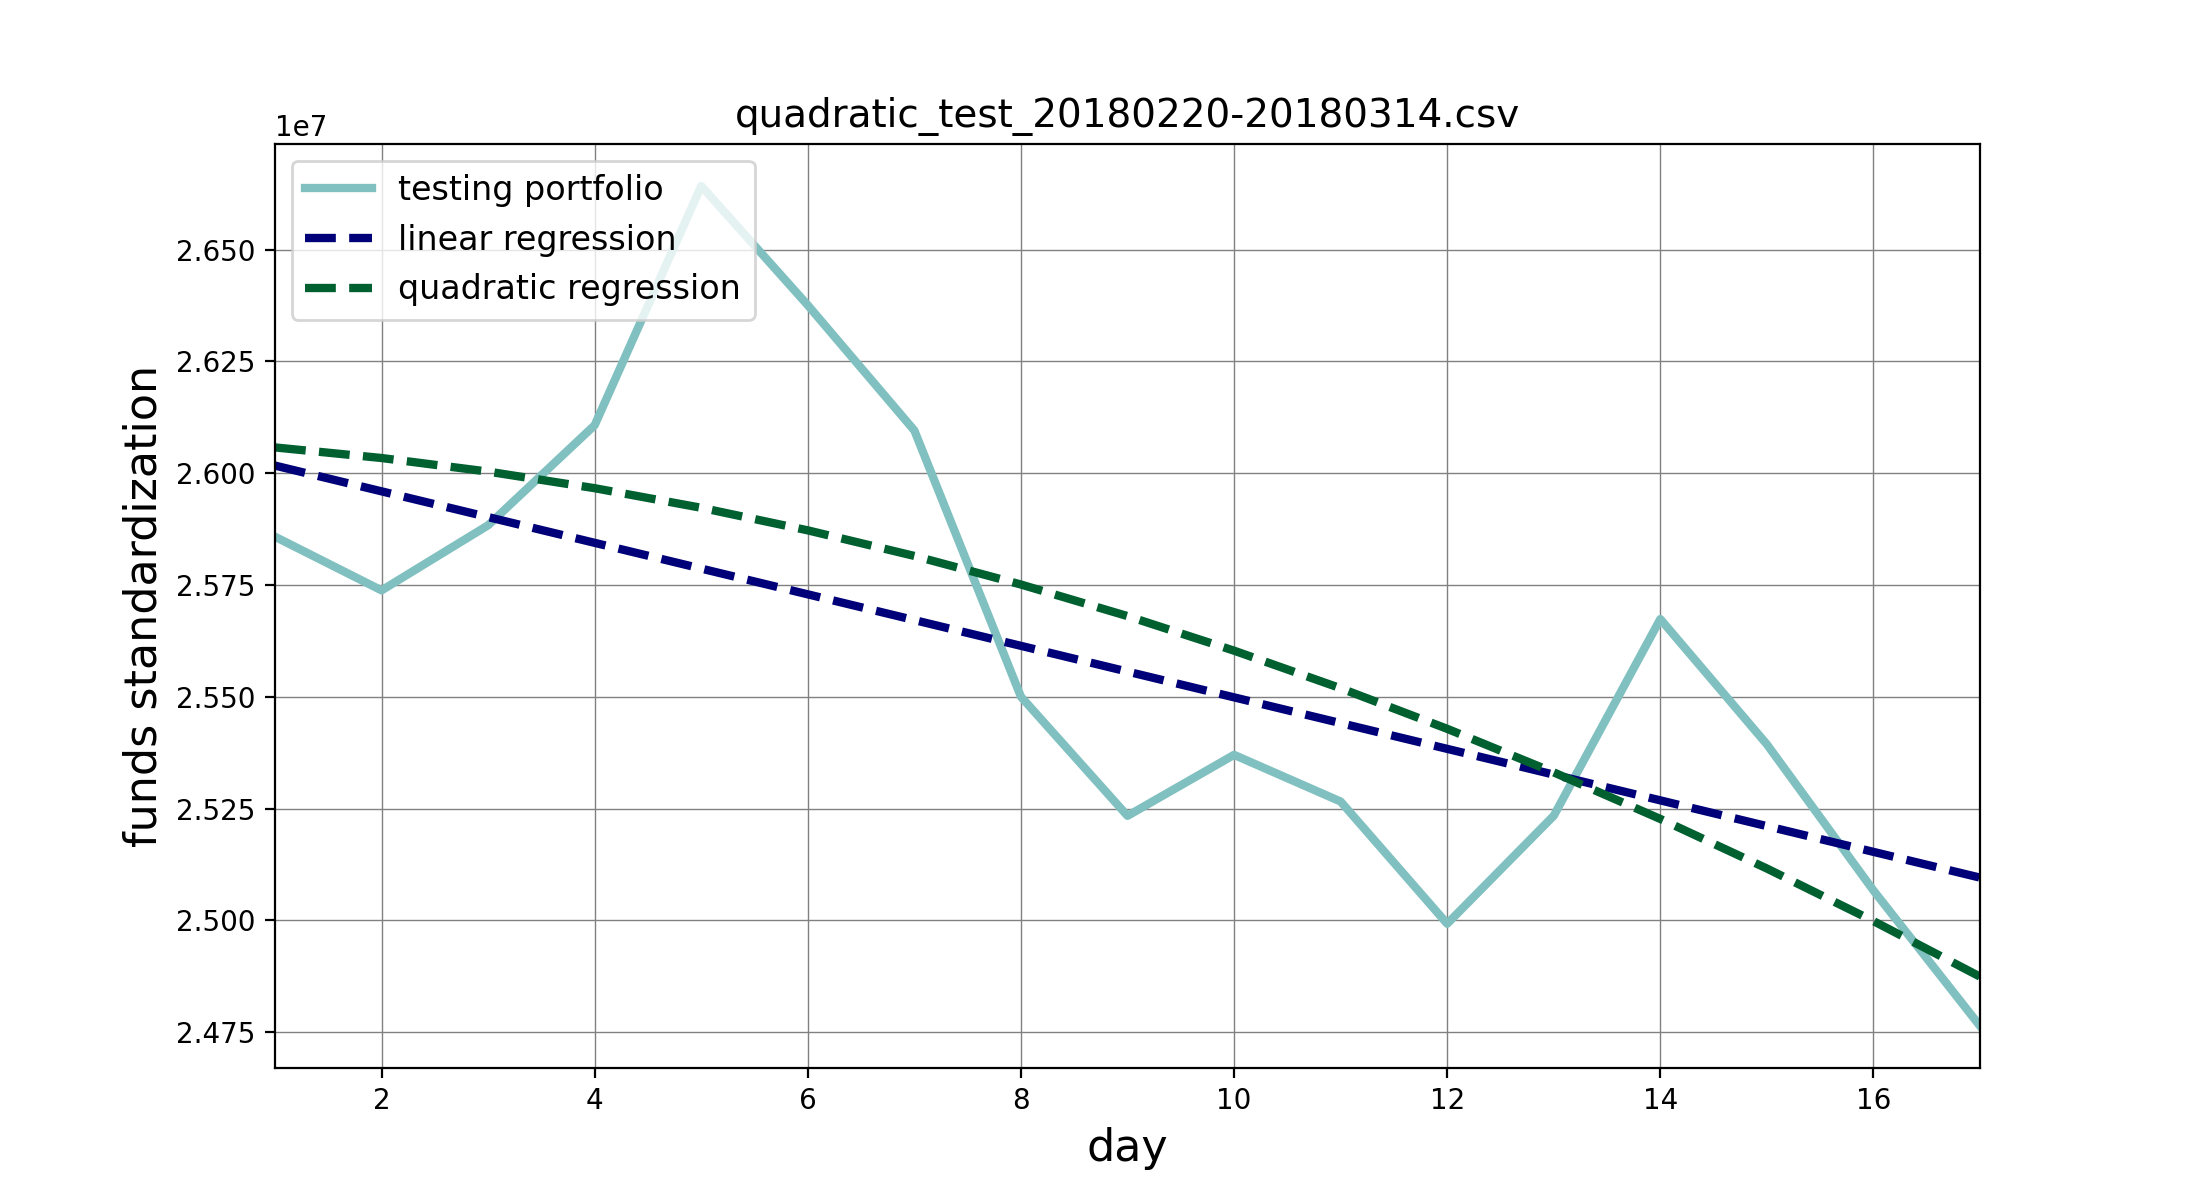 quadratic_test_20180220-20180314.csv
1e7
testing portfolio
linear regression
quadratic regression
2.650
2.625
2.600
2.575
2.550
2.525
2.500
2.475
funds standardization
2 4 6 8 10 12 14 16
day